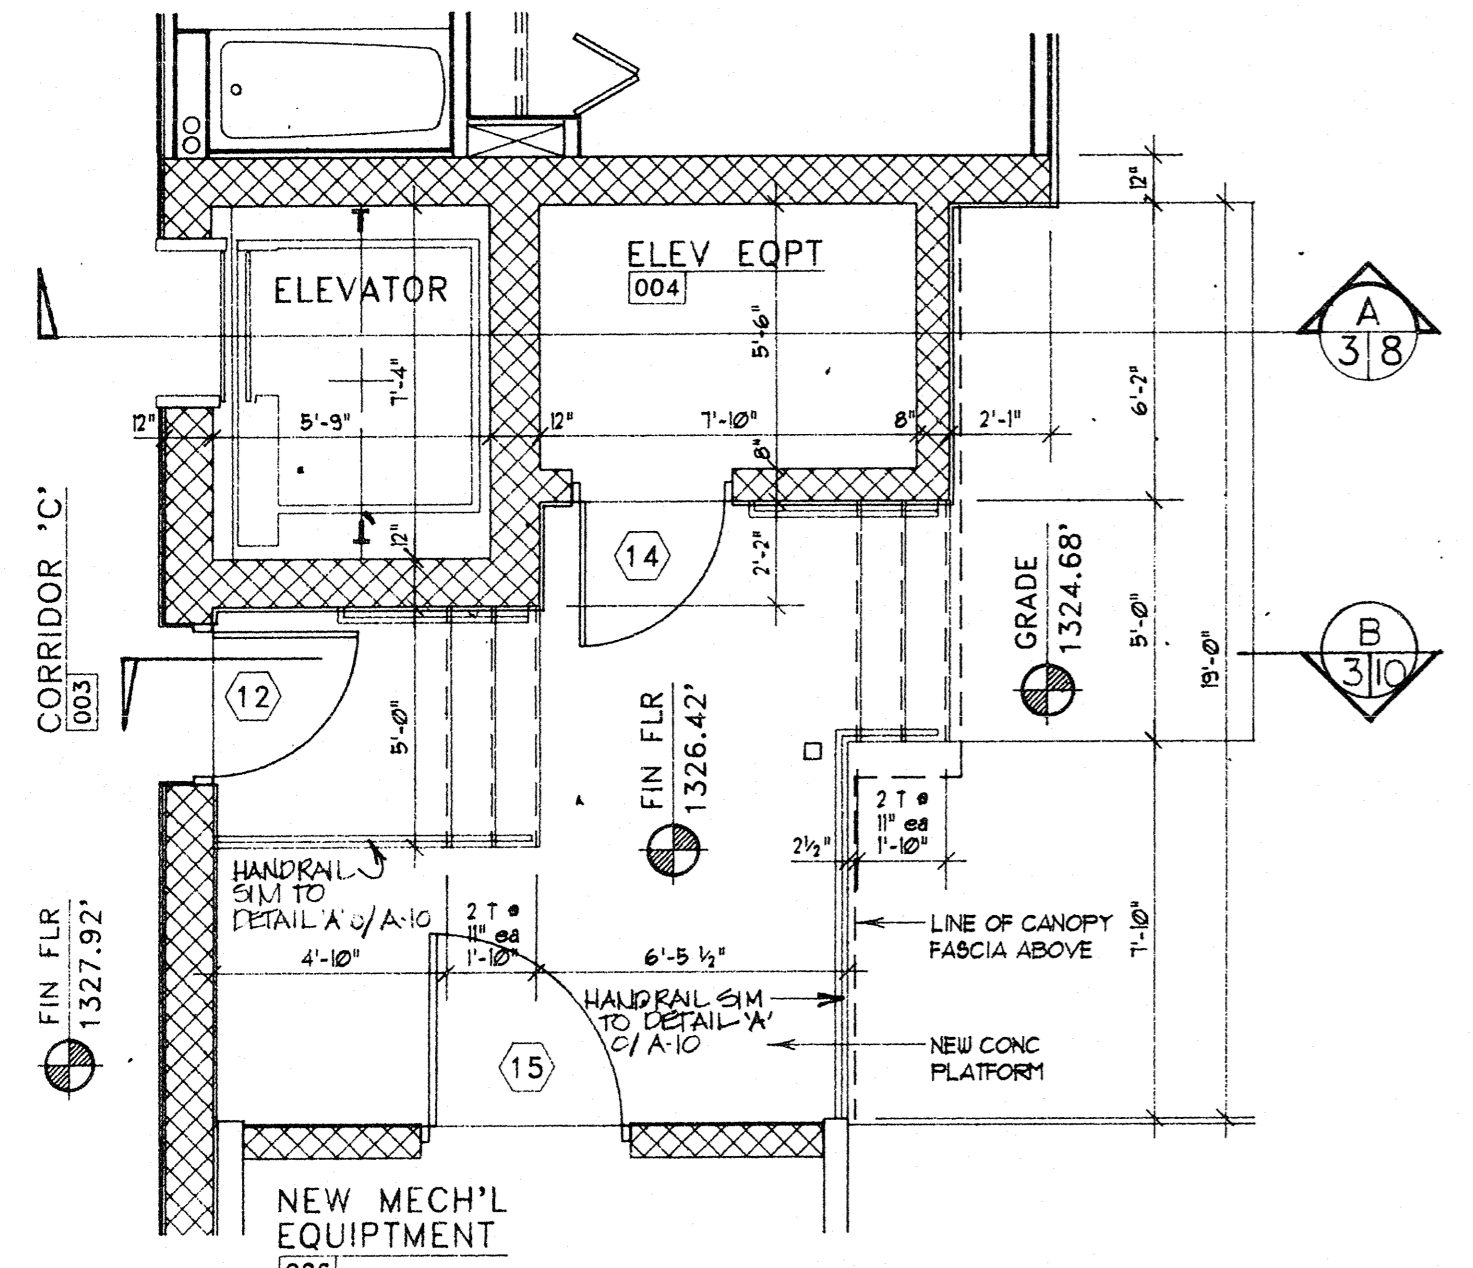 12"
ELEV EQPT
004
ELEVATOR
A
3 8
5'-6"
7'-4"
6'-2"
12"
5'-9"
12"
7'-10"
8"
2'-1"
8"
12"
14
2'-2"
CORRIDOR 'C'
003
GRADE
1324.68'
5'-0"
19'-0"
B
3 10
12
5'-0"
FIN FLR
1326.42'
2 T @
11" ea
1'-10"
2½"
HANDRAIL
SIM TO
DETAIL 'A' o/ A-10
2 T @
11" ea
1'-10"
4'-10"
6'-5 ½"
LINE OF CANOPY
FASCIA ABOVE
7'-10"
FIN FLR
1327.92'
HANDRAIL SIM
TO DETAIL 'A'
O/ A-10
NEW CONC
PLATFORM
15
NEW MECH'L
EQUIPTMENT